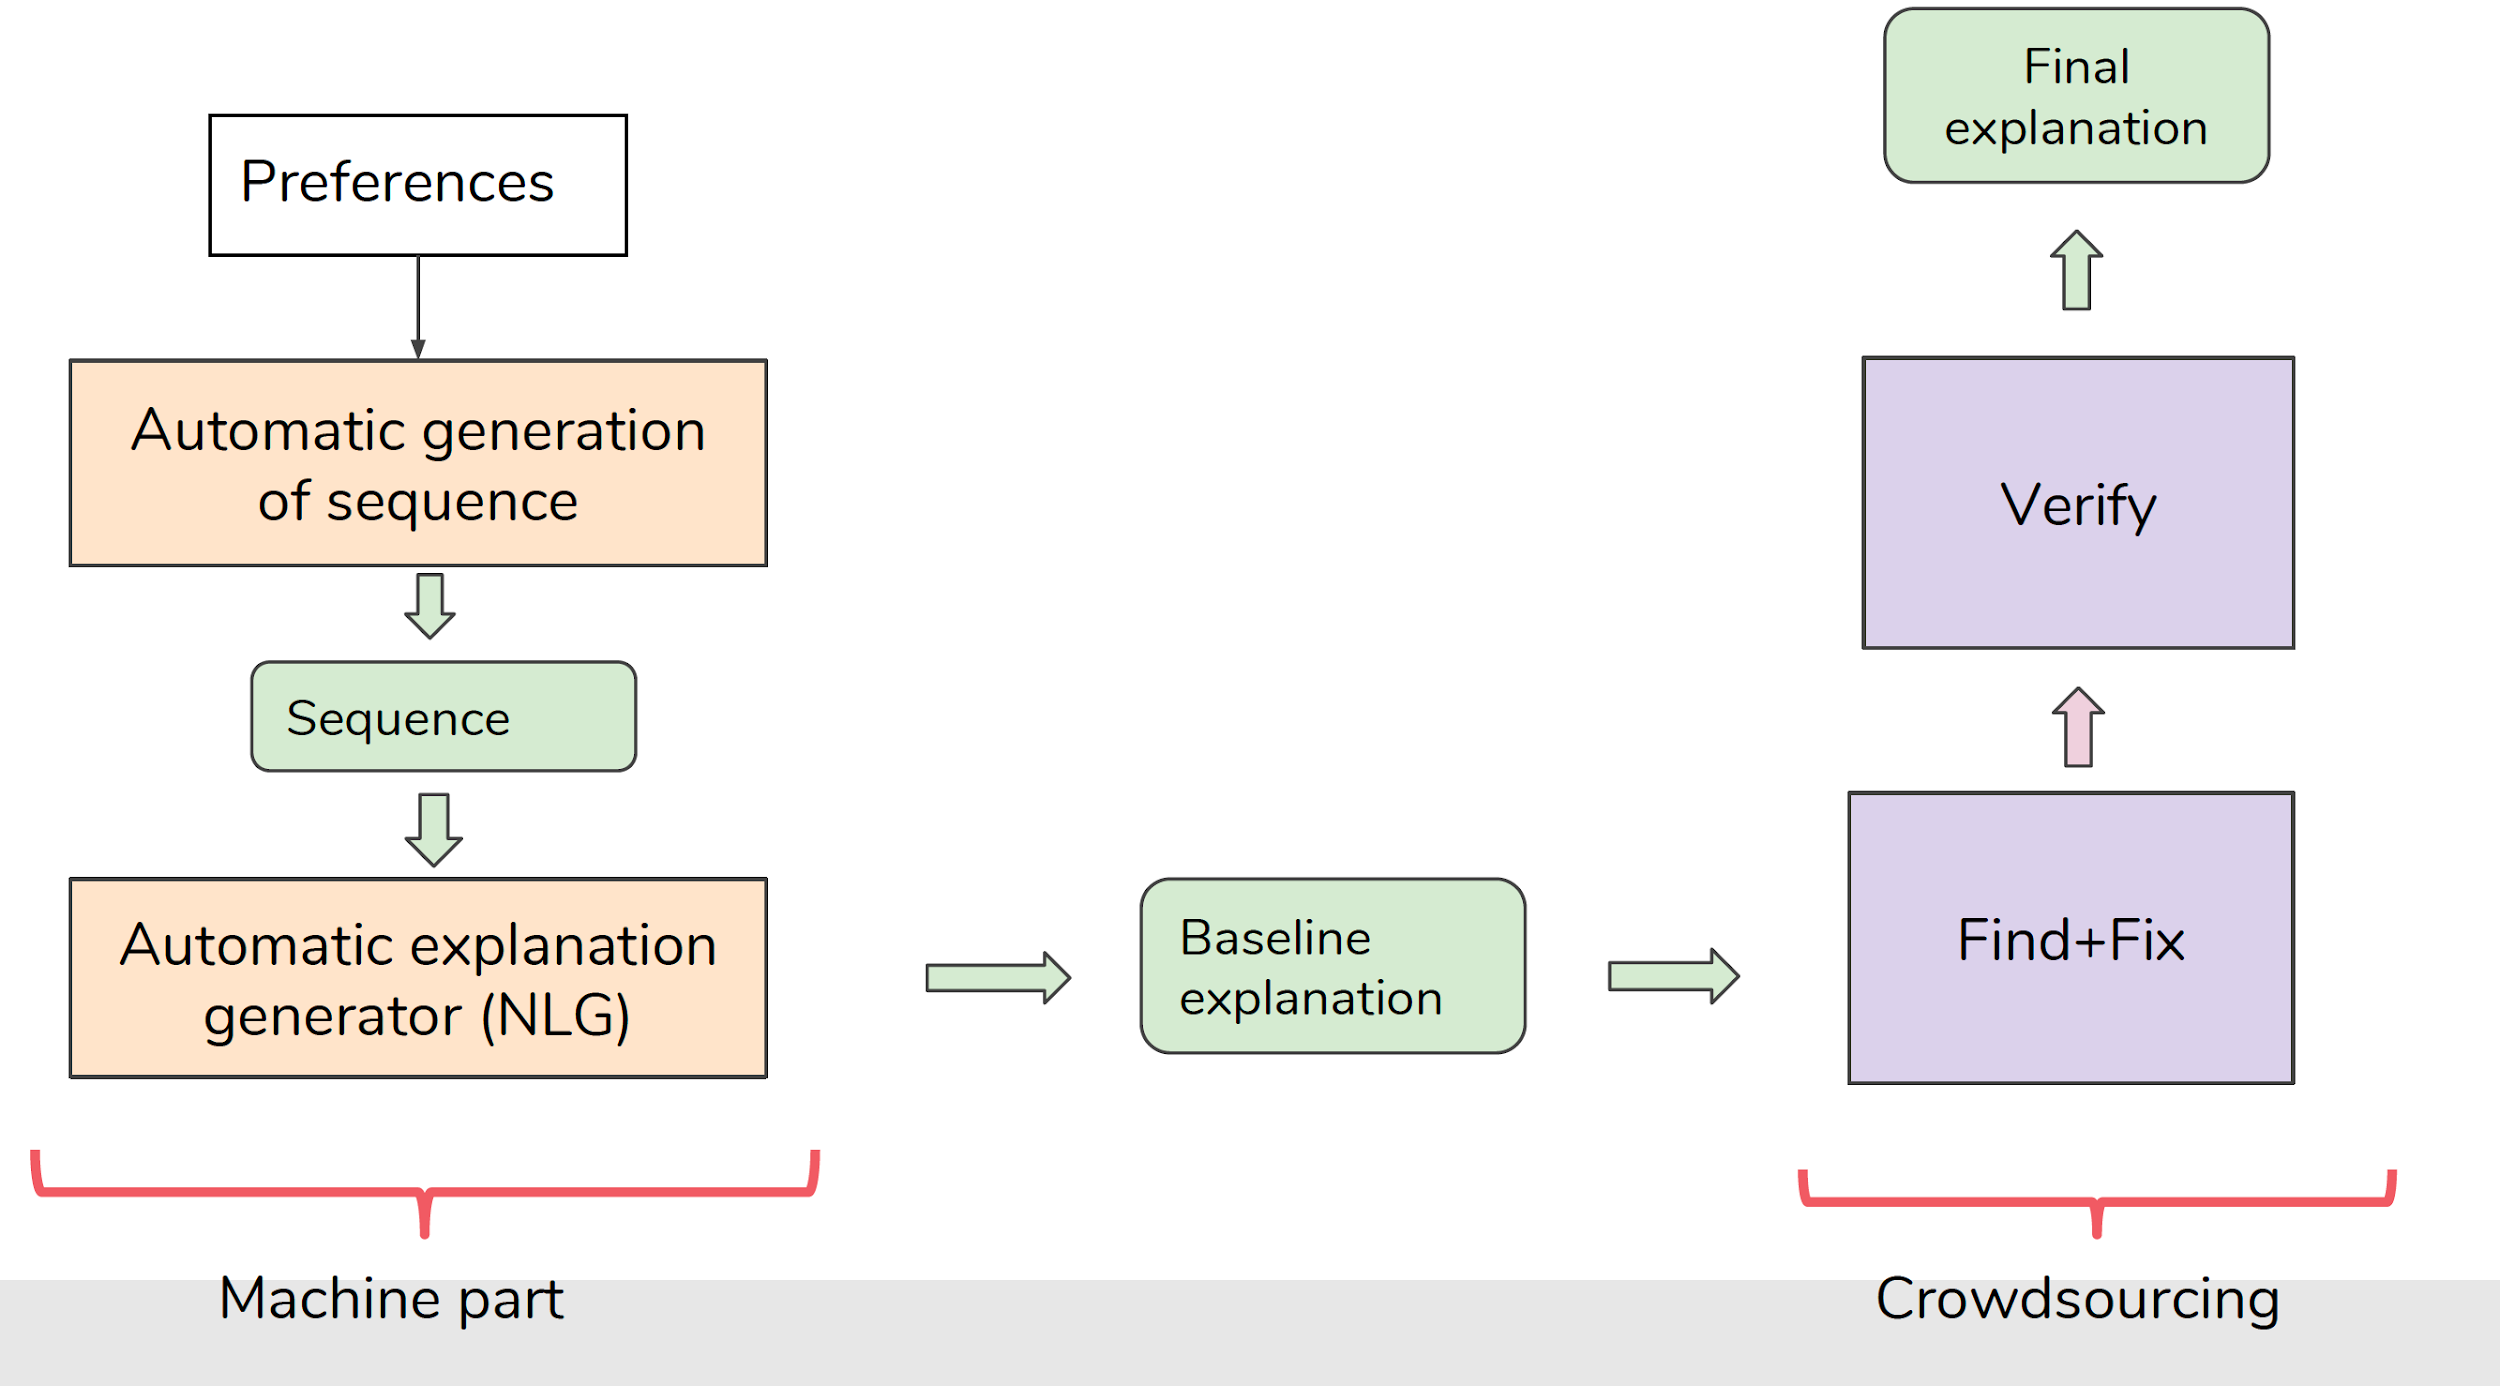 Preferences
Automatic generation
of sequence
Sequence
Automatic explanation
generator (NLG)
Machine part
Baseline
explanation
Final
explanation
Verify
Find+Fix
Crowdsourcing